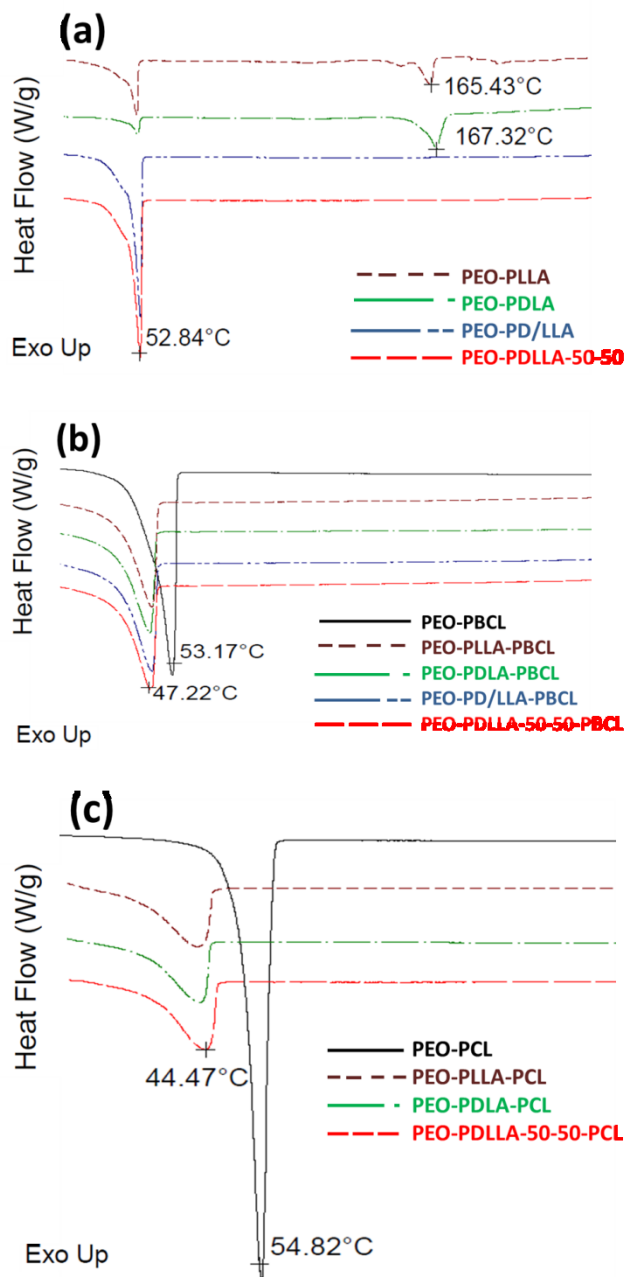 (a)
Heat Flow (W/g)
165.43°C
167.32°C
52.84°C
PEO-PLLA
PEO-PDLA
PEO-PD/LLA
PEO-PDLLA-50-50
Exo Up
(b)
Heat Flow (W/g)
53.17°C
47.22°C
PEO-PBCL
PEO-PLLA-PBCL
PEO-PDLA-PBCL
PEO-PD/LLA-PBCL
PEO-PDLLA-50-50-PBCL
Exo Up
(c)
Heat Flow (W/g)
44.47°C
PEO-PCL
PEO-PLLA-PCL
PEO-PDLA-PCL
PEO-PDLLA-50-50-PCL
54.82°C
Exo Up